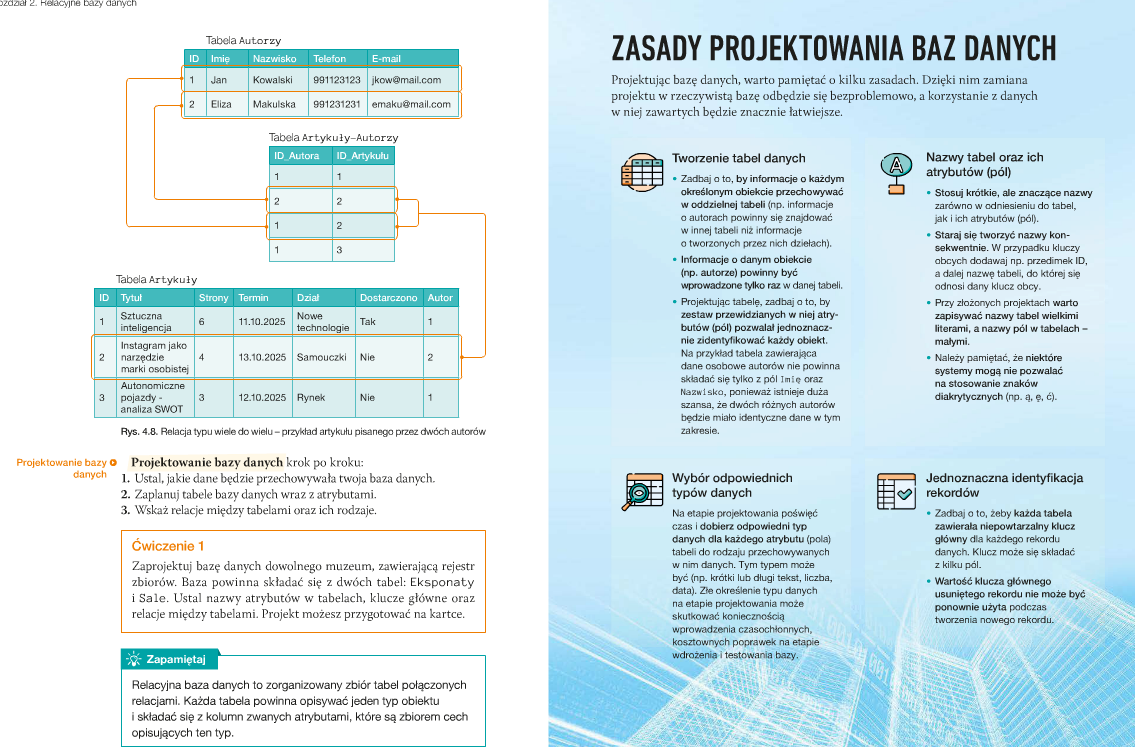 ozdział 2. Relacyjne bazy danych
Tabela Autorzy
ID Imię Nazwisko Telefon E-mail
1 Jan Kowalski 991123123 jkow@mail.com
2 Eliza Makulska 991231231 emaku@mail.com
Tabela Artykuły-Autorzy
ID_Autora ID_Artykułu
1 1
2 2
1 2
1 3
Tabela Artykuły
ID Tytuł Strony Termin Dział Dostarczono Autor
1 Sztuczna inteligencja 6 11.10.2025 Nowe technologie Tak 1
2 Instagram jako narzędzie marki osobistej 4 13.10.2025 Samouczki Nie 2
3 Autonomiczne pojazdy - analiza SWOT 3 12.10.2025 Rynek Nie 1
Rys. 4.8. Relacja typu wiele do wielu – przykład artykułu pisanego przez dwóch autorów
Projektowanie bazy
danych
Projektowanie bazy danych krok po kroku:
1. Ustal, jakie dane będzie przechowywała twoja baza danych.
2. Zaplanuj tabele bazy danych wraz z atrybutami.
3. Wskaż relacje między tabelami oraz ich rodzaje.
Ćwiczenie 1
Zaprojektuj bazę danych dowolnego muzeum, zawierającą rejestr
zbiorów. Baza powinna składać się z dwóch tabel: Eksponaty
i Sale. Ustal nazwy atrybutów w tabelach, klucze główne oraz
relacje między tabelami. Projekt możesz przygotować na kartce.
Zapamiętaj
Relacyjna baza danych to zorganizowany zbiór tabel połączonych
relacjami. Każda tabela powinna opisywać jeden typ obiektu
i składać się z kolumn zwanych atrybutami, które są zbiorem cech
opisujących ten typ.
ZASADY PROJEKTOWANIA BAZ DANYCH
Projektując bazę danych, warto pamiętać o kilku zasadach. Dzięki nim zamiana
projektu w rzeczywistą bazę odbędzie się bezproblemowo, a korzystanie z danych
w niej zawartych będzie znacznie łatwiejsze.
Tworzenie tabel danych
• Zadbaj o to, by informacje o każdym
określonym obiekcie przechowywać
w oddzielnej tabeli (np. informacje
o autorach powinny się znajdować
w innej tabeli niż informacje
o tworzonych przez nich dziełach).
• Informacje o danym obiekcie
(np. autorze) powinny być
wprowadzone tylko raz w danej tabeli.
• Projektując tabelę, zadbaj o to, by
zestaw przewidzianych w niej atry-
butów (pól) pozwalał jednoznacz-
nie zidentyfikować każdy obiekt.
Na przykład tabela zawierająca
dane osobowe autorów nie powinna
składać się tylko z pól Imię oraz
Nazwisko, ponieważ istnieje duża
szansa, że dwóch różnych autorów
będzie miało identyczne dane w tym
zakresie.
A
Nazwy tabel oraz ich
atrybutów (pól)
• Stosuj krótkie, ale znaczące nazwy
zarówno w odniesieniu do tabel,
jak i ich atrybutów (pól).
• Staraj się tworzyć nazwy kon-
sekwentnie. W przypadku kluczy
obcych dodawaj np. przedimek ID,
a dalej nazwę tabeli, do której się
odnosi dany klucz obcy.
• Przy złożonych projektach warto
zapisywać nazwy tabel wielkimi
literami, a nazwy pól w tabelach –
małymi.
• Należy pamiętać, że niektóre
systemy mogą nie pozwalać
na stosowanie znaków
diakrytycznych (np. ą, ę, ć).
Wybór odpowiednich
typów danych
Na etapie projektowania poświęć
czas i dobierz odpowiedni typ
danych dla każdego atrybutu (pola)
tabeli do rodzaju przechowywanych
w nim danych. Tym typem może
być (np. krótki lub długi tekst, liczba,
data). Złe określenie typu danych
na etapie projektowania może
skutkować koniecznością
wprowadzenia czasochłonnych,
kosztownych poprawek na etapie
wdrożenia i testowania bazy.
Jednoznaczna identyfikacja
rekordów
• Zadbaj o to, żeby każda tabela
zawierała niepowtarzalny klucz
główny dla każdego rekordu
danych. Klucz może się składać
z kilku pól.
• Wartość klucza głównego
usuniętego rekordu nie może być
ponownie użyta podczas
tworzenia nowego rekordu.